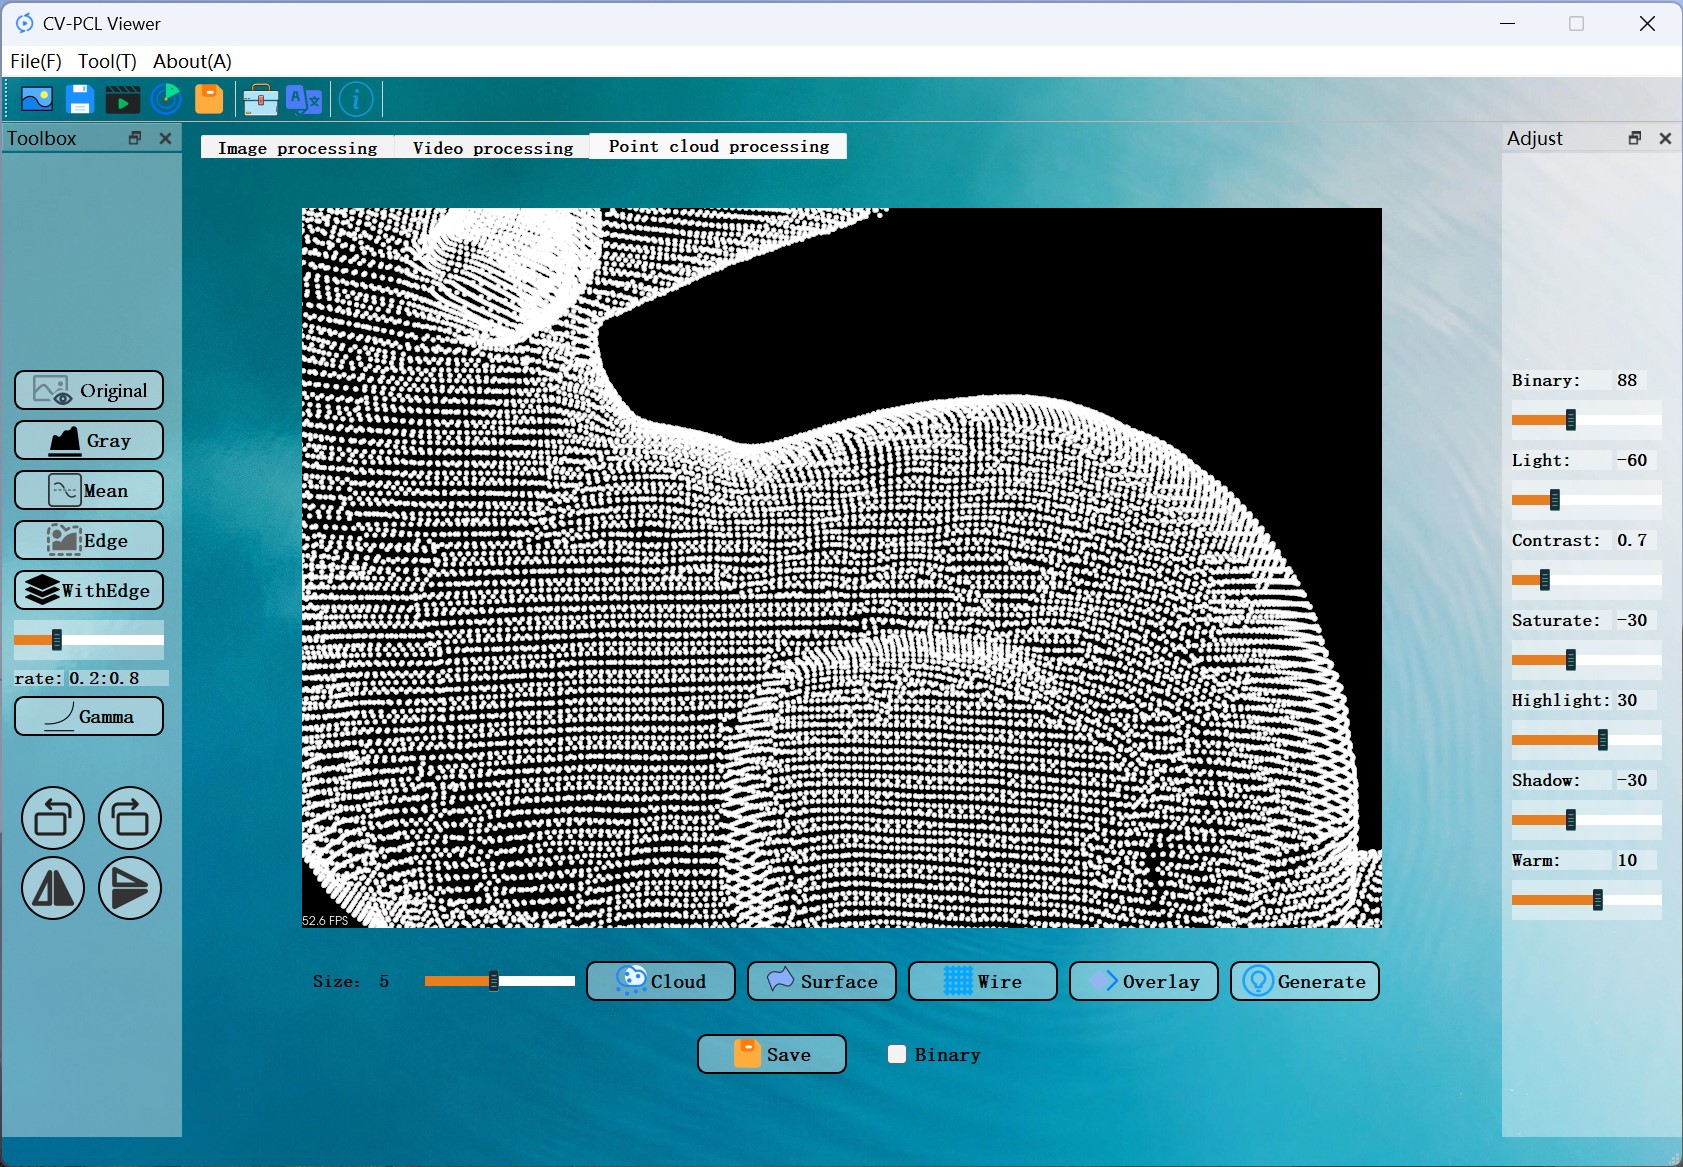 CV-PCL Viewer
File(F) Tool(T) About(A)
Toolbox
Image processing Video processing Point cloud processing
Adjust
Original
Gray
Mean
Edge
WithEdge
rate: 0.2:0.8
Gamma
52.6 FPS
Size: 5
Cloud Surface Wire Overlay Generate
Save Binary
Binary: 88
Light: -60
Contrast: 0.7
Saturate: -30
Highlight: 30
Shadow: -30
Warm: 10